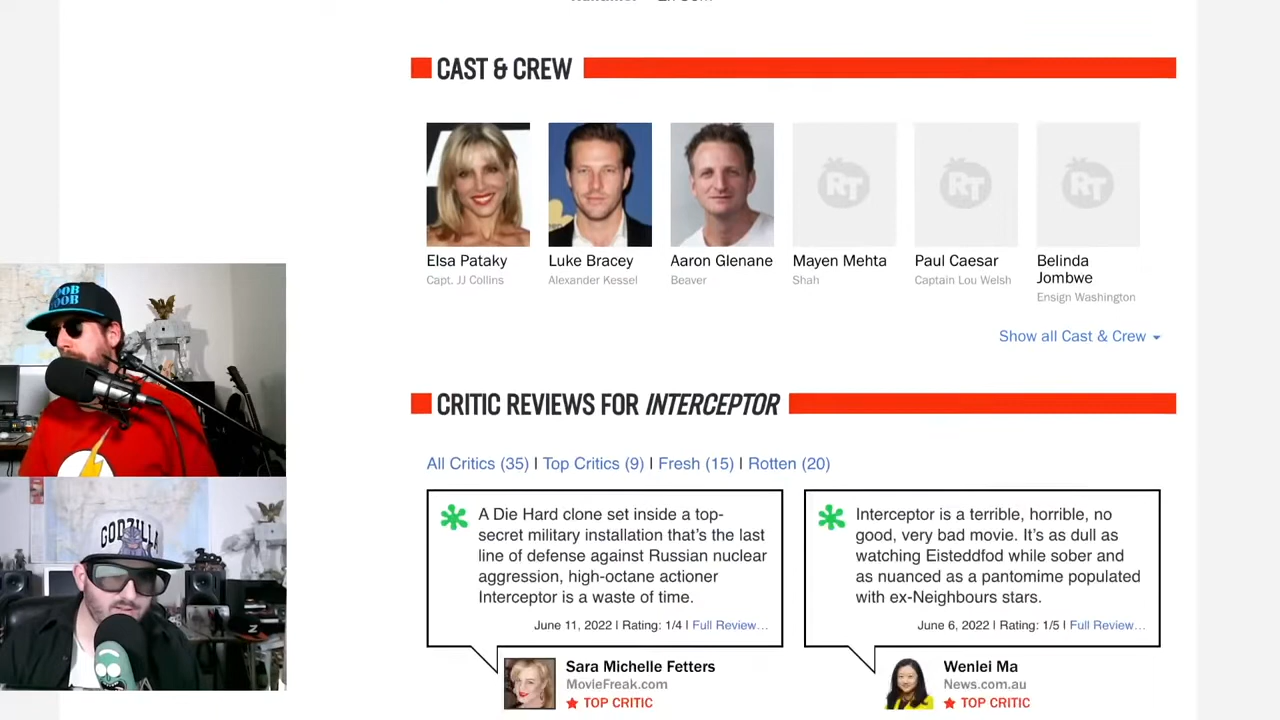 CAST & CREW
RT
RT
RT
Elsa Pataky
Luke Bracey
Aaron Glenane
Mayen Mehta
Paul Caesar
Belinda
Jombwe
Capt. JJ Collins
Alexander Kessel
Beaver
Shah
Captain Lou Welsh
Ensign Washington
Show all Cast & Crew
CRITIC REVIEWS FOR INTERCEPTOR
All Critics (35) | Top Critics (9) | Fresh (15) | Rotten (20)
A Die Hard clone set inside a top-
secret military installation that's the last
line of defense against Russian nuclear
aggression, high-octane actioner
Interceptor is a waste of time.
June 11, 2022 | Rating: 1/4 | Full Review…
Sara Michelle Fetters
MovieFreak.com
TOP CRITIC
Interceptor is a terrible, horrible, no
good, very bad movie. It's as dull as
watching Eisteddfod while sober and
as nuanced as a pantomime populated
with ex-Neighbours stars.
June 6, 2022 | Rating: 1/5 | Full Review…
Wenlei Ma
News.com.au
TOP CRITIC
GODZILLA